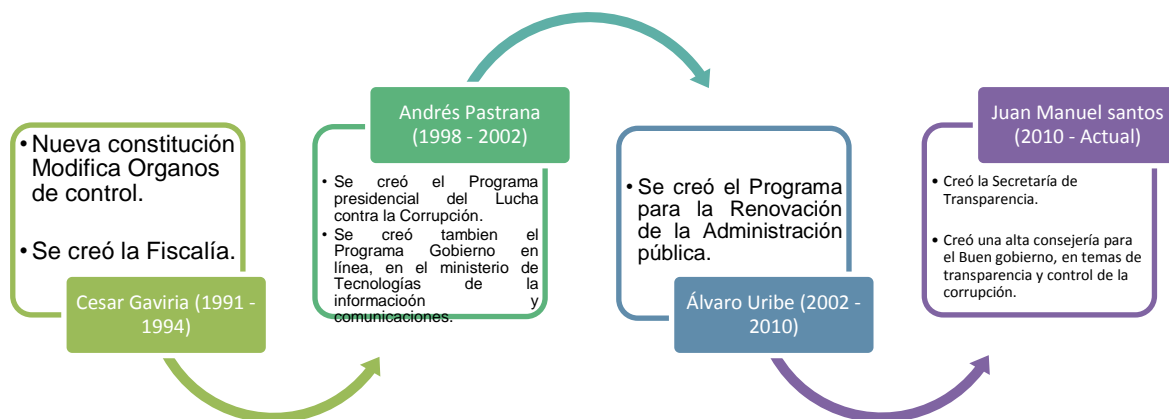 • Nueva constitución
Modifica Organos
de control.
• Se creó la Fiscalía.
Cesar Gaviria (1991 -
1994)
Andrés Pastrana
(1998 - 2002)
• Se creó el Programa
presidencial del Lucha
contra la Corrupción.
• Se creó tambien el
Programa Gobierno en
línea, en el ministerio de
Tecnologías de la
informacioón y
comunicaciones.
• Se creó el Programa
para la Renovación
de la Administración
pública.
Álvaro Uribe (2002 -
2010)
Juan Manuel santos
(2010 - Actual)
• Creó la Secretaría de
Transparencia.
• Creó una alta consejería para
el Buen gobierno, en temas de
transparencia y control de la
corrupción.